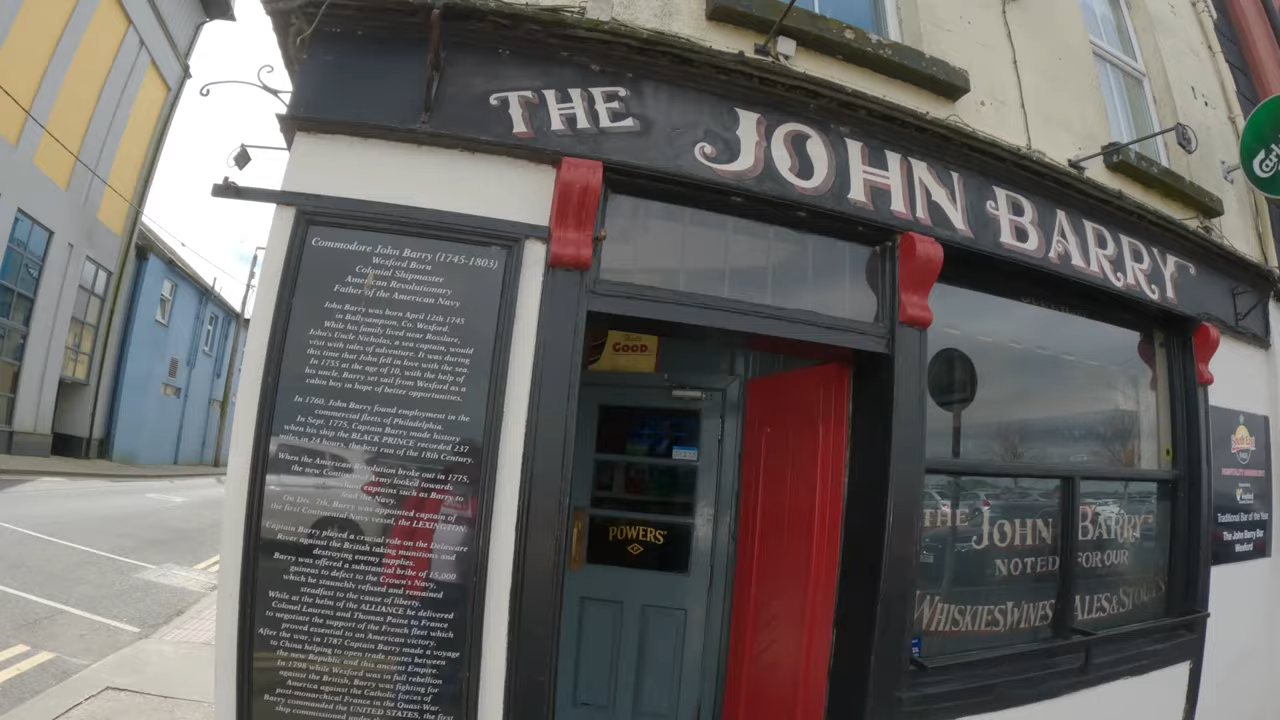 THE JOHN BARRY
Carls
Commodore John Barry (1745-1803)
Wexford Born
Colonial Shipmaster
American Revolutionary
Father of the American Navy
John Barry was born April 12th 1745
in Ballysampson, Co. Wexford.
While his family lived near Rosslare,
John's Uncle Nicholas, a sea captain, would
visit with tales of adventure. It was during
this time that John fell in love with the sea.
In 1755 at the age of 10, with the help of
his uncle, Barry set sail from Wexford as a
cabin boy in hope of better opportunities.
In 1760, John Barry found employment in the
commercial fleets of Philadelphia.
In Sept. 1775, Captain Barry made history
when his ship the BLACK PRINCE recorded 237
miles in 24 hours, the best run of the 18th Century.
When the American Revolution broke out in 1775,
the new Continental Army looked towards
merchant captains such as Barry to
lead the Navy.
On Dec. 7th, Barry was appointed captain of
the first Continental Navy vessel, the LEXINGTON.
Captain Barry played a crucial role on the Delaware
River against the British taking munitions and
destroying enemy supplies.
Barry was offered a substantial bribe of 15,000
guineas to defect to the Crown's Navy,
which he staunchly refused and remained
steadfast to the cause of liberty.
While at the helm of the ALLIANCE he delivered
Colonel Laurens and Thomas Paine to France
to negotiate the support of the French fleet which
proved essential to an American victory.
After the war, in 1787 Captain Barry made a voyage
to China helping to open trade routes between
the new Republic and this ancient Empire.
In 1798 while Wexford was in full rebellion
against the British, Barry was fighting for
America against the Catholic forces of
post-monarchical France in the Quasi-War.
Barry commanded the UNITED STATES, the first
ship commissioned under the
GOOD
POWERS
P
THE JOHN BARRY
NOTED FOR OUR
WHISKIES, WINES ALES & STOUTS
South East
Traditional Bar of the Year
The John Barry Bar
Wexford